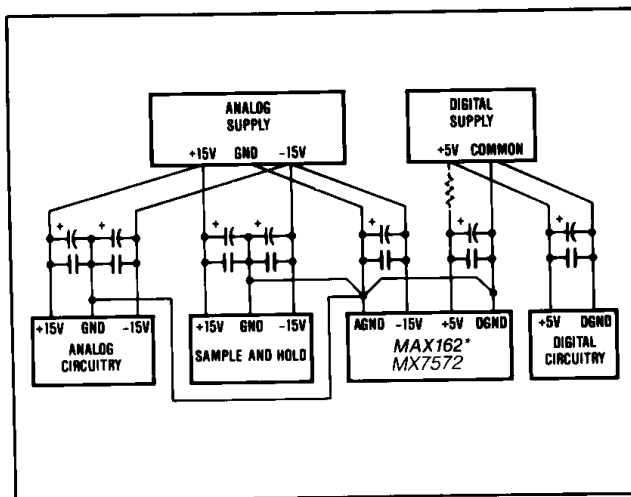 ANALOG
SUPPLY
+15V GND -15V
DIGITAL
SUPPLY
+5V COMMON
+ + + + + + +
+15V GND -15V
ANALOG
CIRCUITRY
+15V GND -15V
SAMPLE AND HOLD
AGND -15V +5V DGND
MAX162*
MX7572
+5V DGND
DIGITAL
CIRCUITRY